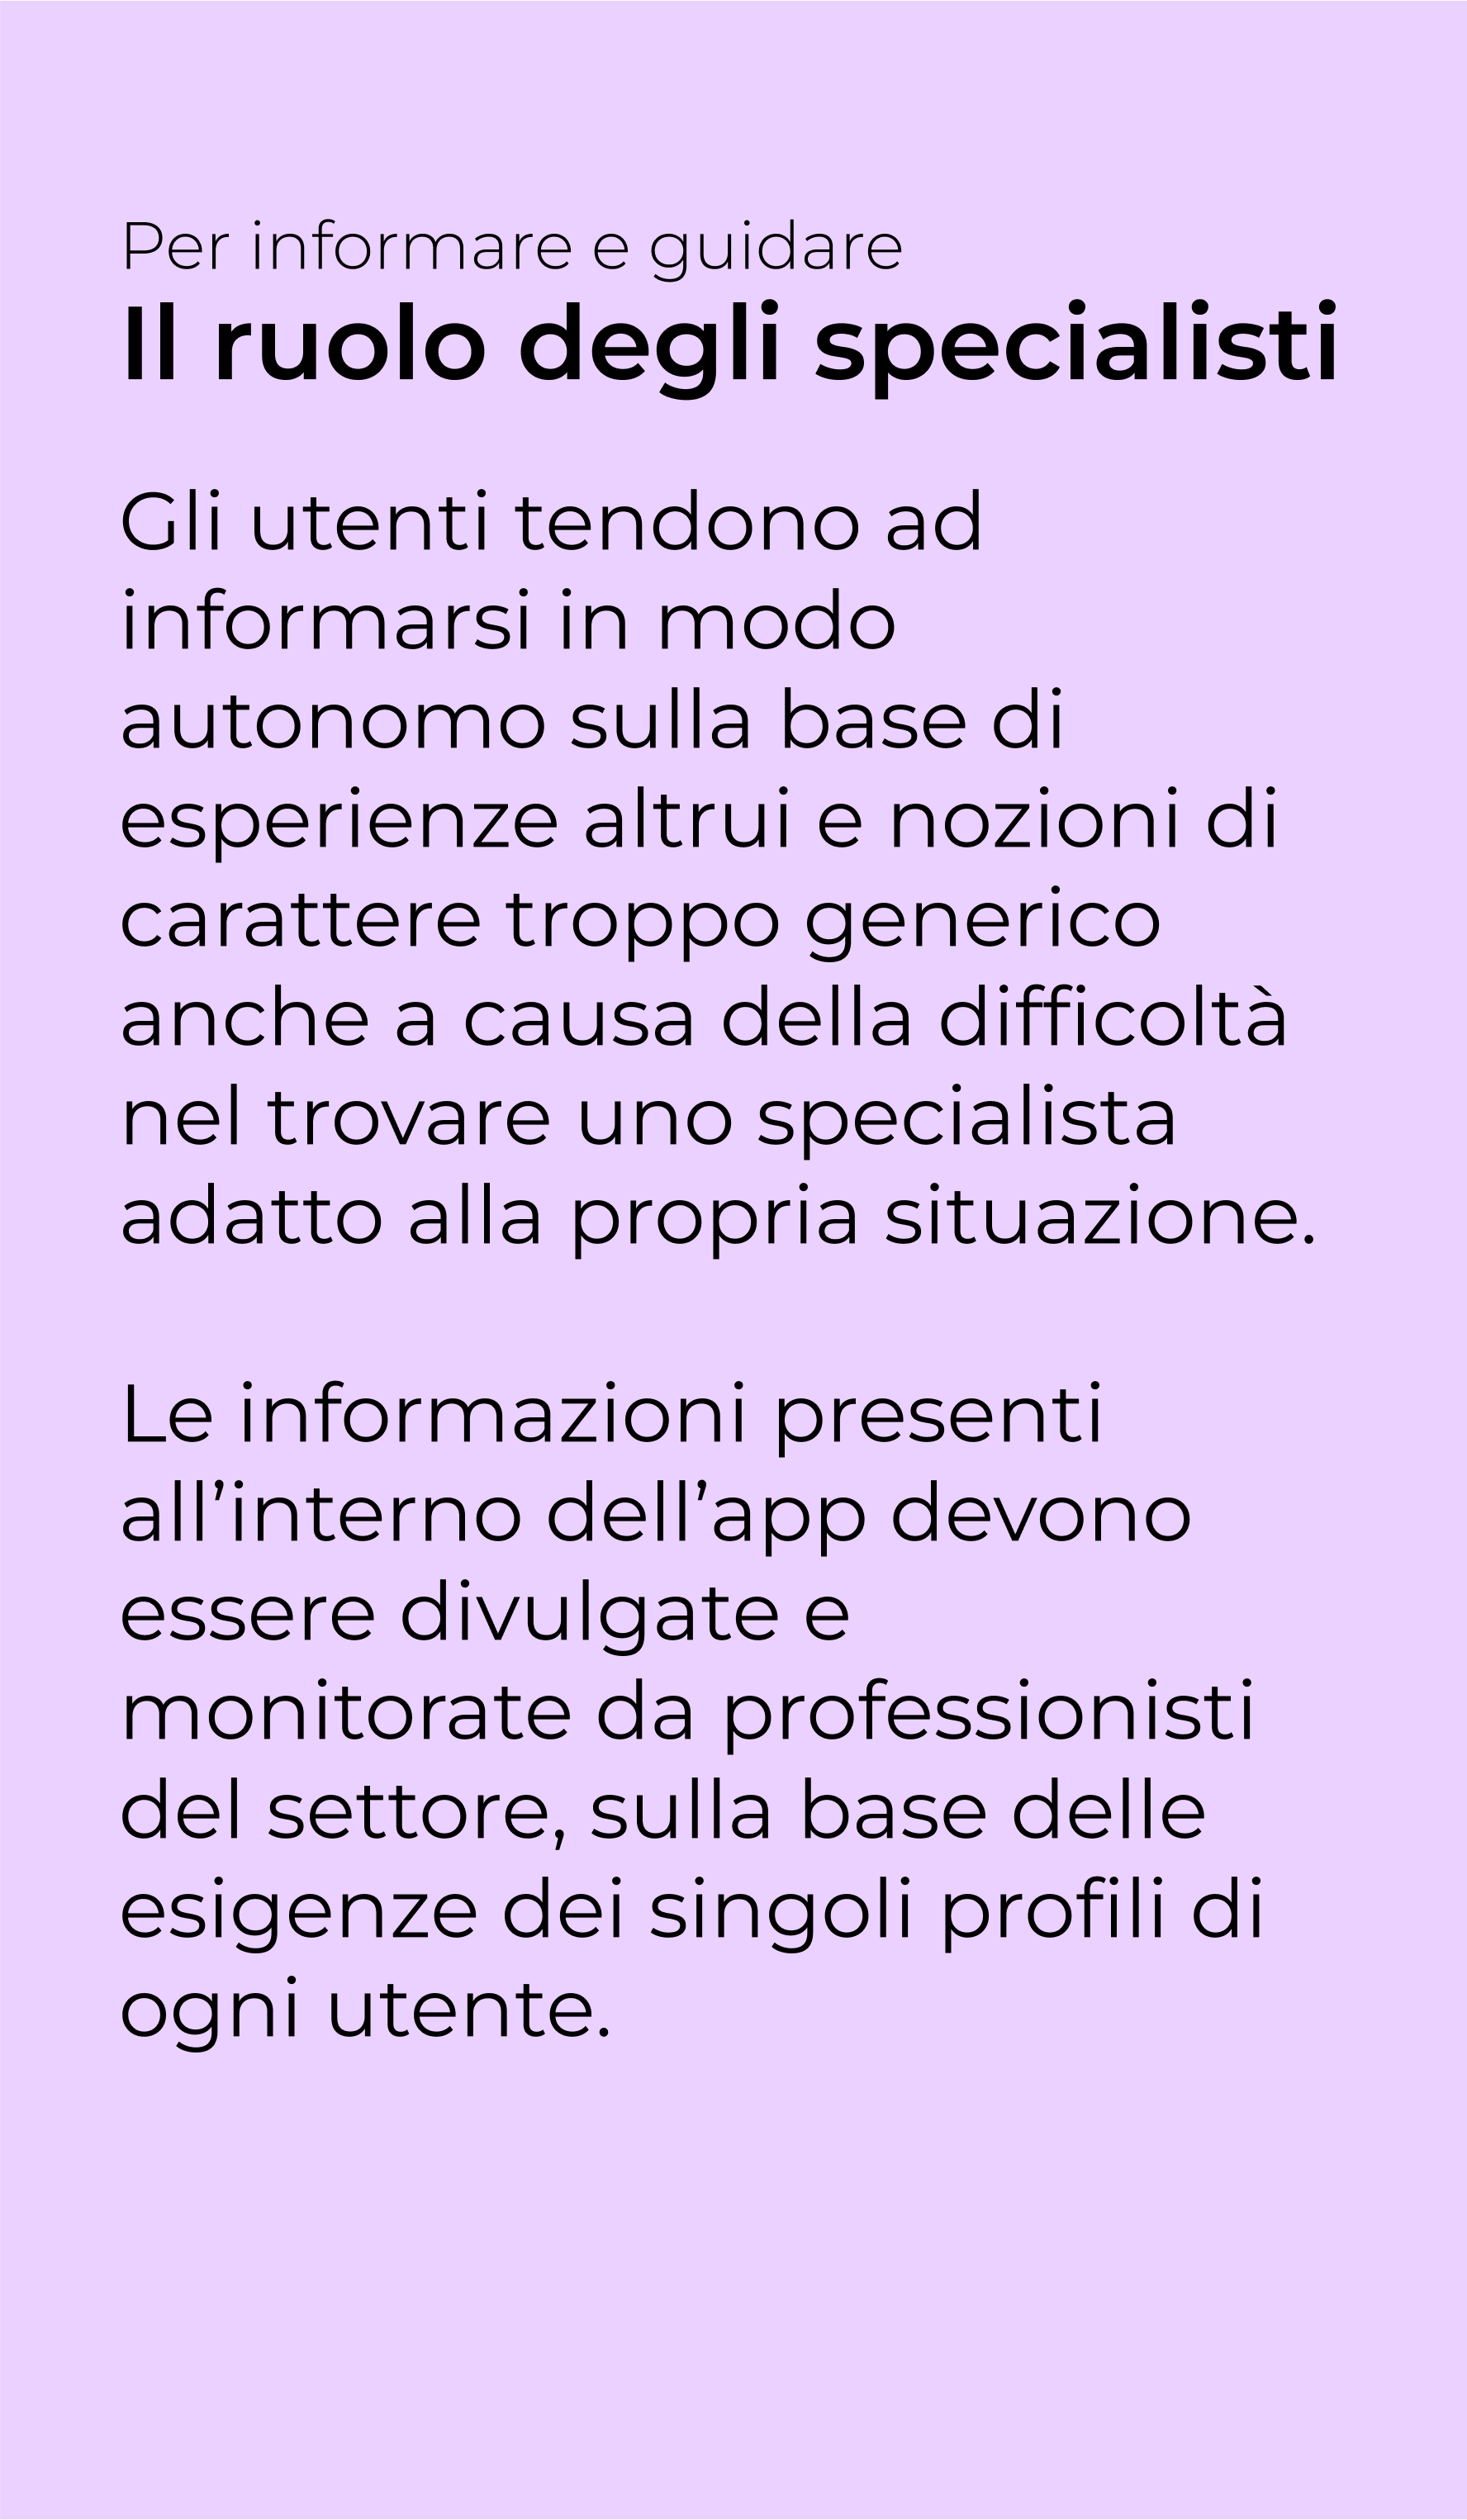 Per informare e guidare
Il ruolo degli specialisti
Gli utenti tendono ad
informarsi in modo
autonomo sulla base di
esperienze altrui e nozioni di
carattere troppo generico
anche a causa della difficoltà
nel trovare uno specialista
adatto alla propria situazione.
Le informazioni presenti
all’interno dell’app devono
essere divulgate e
monitorate da professionisti
del settore, sulla base delle
esigenze dei singoli profili di
ogni utente.